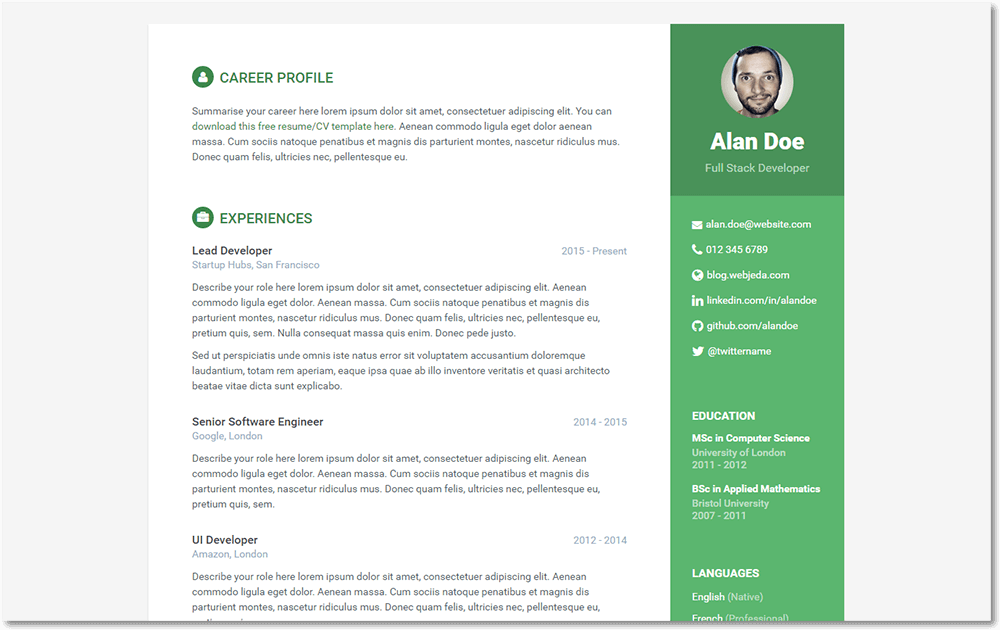 CAREER PROFILE
Summarise your career here lorem ipsum dolor sit amet, consectetuer adipiscing elit. You can
download this free resume/CV template here. Aenean commodo ligula eget dolor aenean
massa. Cum sociis natoque penatibus et magnis dis parturient montes, nascetur ridiculus mus.
Donec quam felis, ultricies nec, pellentesque eu.
EXPERIENCES
Lead Developer
2015 - Present
Startup Hubs, San Francisco
Describe your role here lorem ipsum dolor sit amet, consectetuer adipiscing elit. Aenean
commodo ligula eget dolor. Aenean massa. Cum sociis natoque penatibus et magnis dis
parturient montes, nascetur ridiculus mus. Donec quam felis, ultricies nec, pellentesque eu,
pretium quis, sem. Nulla consequat massa quis enim. Donec pede justo.
Sed ut perspiciatis unde omnis iste natus error sit voluptatem accusantium doloremque
laudantium, totam rem aperiam, eaque ipsa quae ab illo inventore veritatis et quasi architecto
beatae vitae dicta sunt explicabo.
Senior Software Engineer
2014 - 2015
Google, London
Describe your role here lorem ipsum dolor sit amet, consectetuer adipiscing elit. Aenean
commodo ligula eget dolor. Aenean massa. Cum sociis natoque penatibus et magnis dis
parturient montes, nascetur ridiculus mus. Donec quam felis, ultricies nec, pellentesque eu,
pretium quis, sem.
UI Developer
2012 - 2014
Amazon, London
Describe your role here lorem ipsum dolor sit amet, consectetuer adipiscing elit. Aenean
commodo ligula eget dolor. Aenean massa. Cum sociis natoque penatibus et magnis dis
parturient montes, nascetur ridiculus mus. Donec quam felis, ultricies nec, pellentesque eu,
Alan Doe
Full Stack Developer
alan.doe@website.com
012 345 6789
blog.webjeda.com
linkedin.com/in/alandoe
github.com/alandoe
@twittername
EDUCATION
MSc in Computer Science
University of London
2011 - 2012
BSc in Applied Mathematics
Bristol University
2007 - 2011
LANGUAGES
English (Native)
French (Professional)